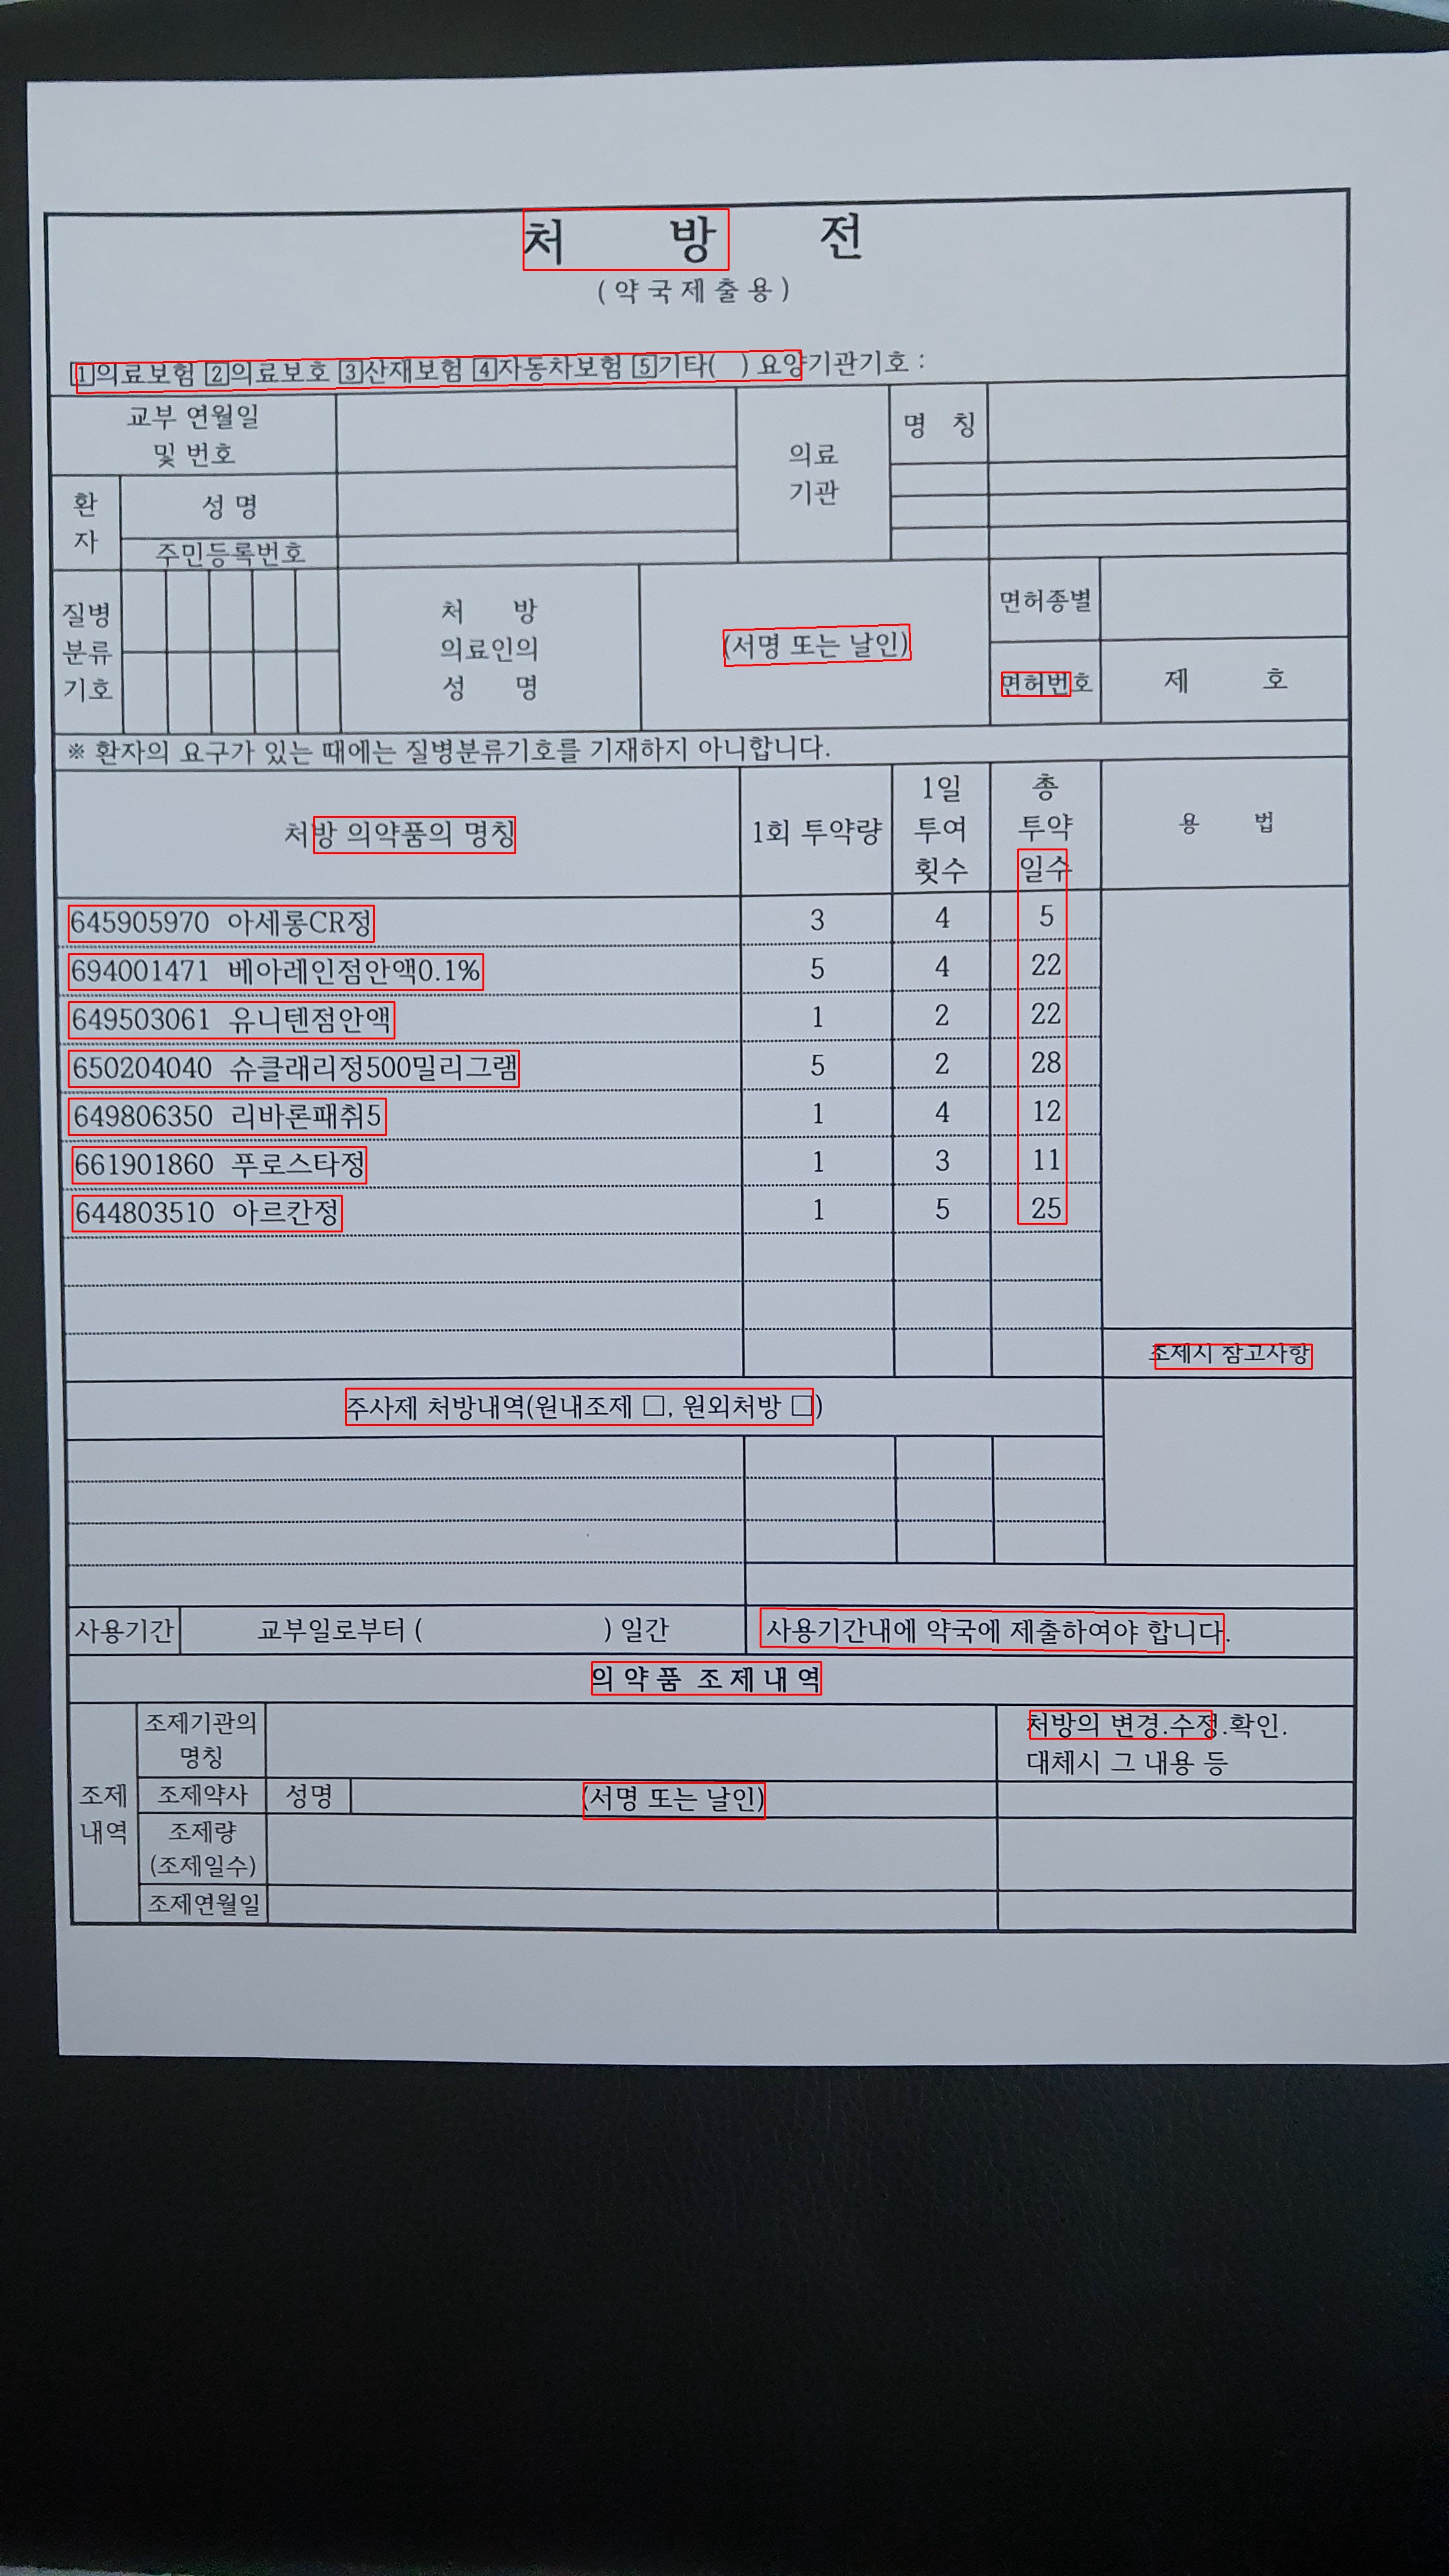 처 방 전
(약국제출용)
1의료보험 2의료보호 3산재보험 4자동차보험 5기타( ) 요양기관기호 :
교부 연월일
및 번호
의료
기관
명 칭
환
자
성 명
주민등록번호
질병
분류
기호
처 방
의료인의
성 명
(서명 또는 날인)
면허종별
면허번호
제 호
※ 환자의 요구가 있는 때에는 질병분류기호를 기재하지 아니합니다.
처방 의약품의 명칭
1회 투약량
1일
투여
횟수
총
투약
일수
용 법
645905970 아세롱CR정 3 4 5
694001471 베아레인점안액0.1% 5 4 22
649503061 유니텐점안액 1 2 22
650204040 슈클래리정500밀리그램 5 2 28
649806350 리바론패취5 1 4 12
661901860 푸로스타정 1 3 11
644803510 아르칸정 1 5 25
조제시 참고사항
주사제 처방내역(원내조제 □, 원외처방 □)
사용기간 교부일로부터 ( ) 일간 사용기간내에 약국에 제출하여야 합니다.
의 약 품 조 제 내 역
조제
내역
조제기관의
명칭
처방의 변경.수정.확인.
대체시 그 내용 등
조제약사 성명 (서명 또는 날인)
조제량
(조제일수)
조제연월일